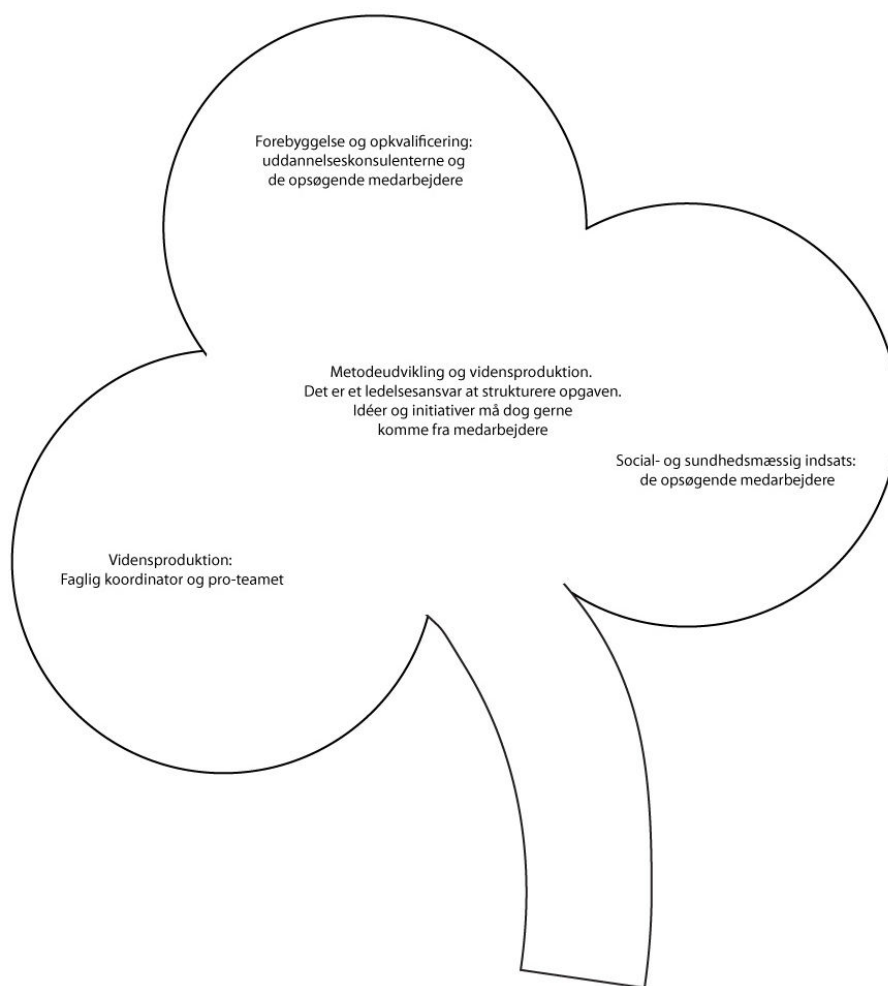 Forebyggelse og opkvalificering:
uddannelseskonsulenterne og
de opsøgende medarbejdere
Metodeudvikling og vidensproduktion.
Det er et ledelsesansvar at strukturere opgaven.
Idéer og initiativer må dog gerne
komme fra medarbejdere
Social- og sundhedsmæssig indsats:
de opsøgende medarbejdere
Vidensproduktion:
Faglig koordinator og pro-teamet